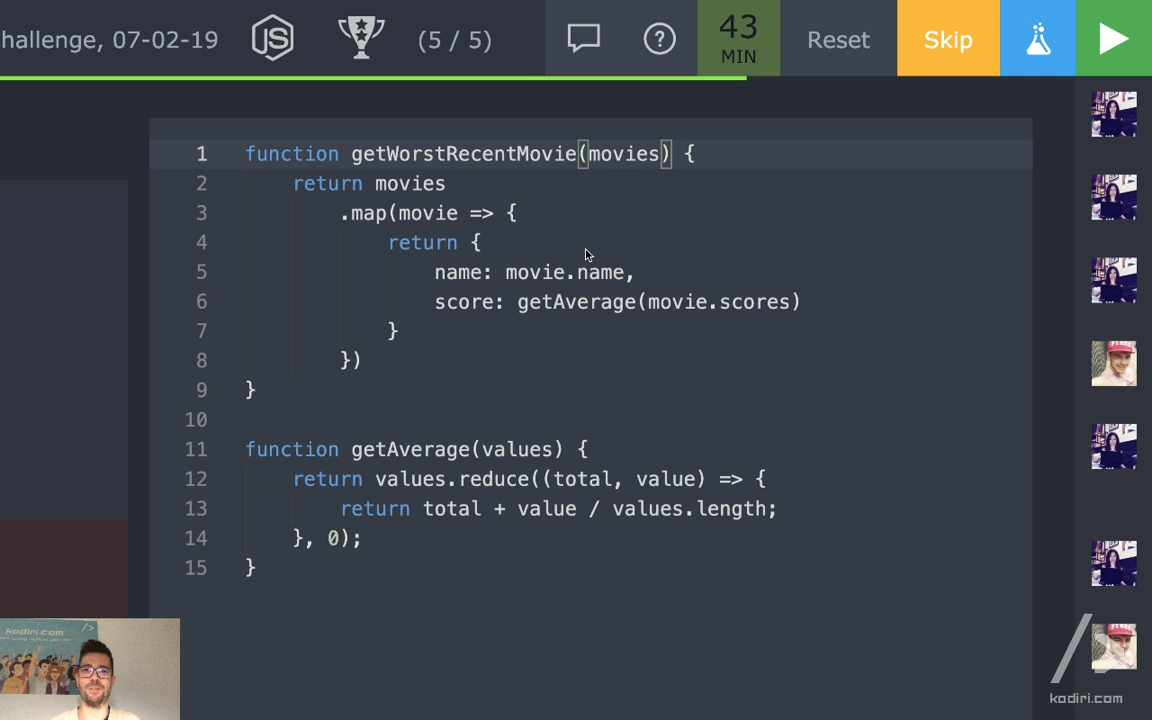 hallenge, 07-02-19
JS
(5 / 5)
?
43
MIN
Reset
Skip
1 function getWorstRecentMovie(movies) {
2 return movies
3 .map(movie => {
4 return {
5 name: movie.name,
6 score: getAverage(movie.scores)
7 }
8 })
9 }
10
11 function getAverage(values) {
12 return values.reduce((total, value) => {
13 return total + value / values.length;
14 }, 0);
15 }
kodiri.com
/>
kodiri.com